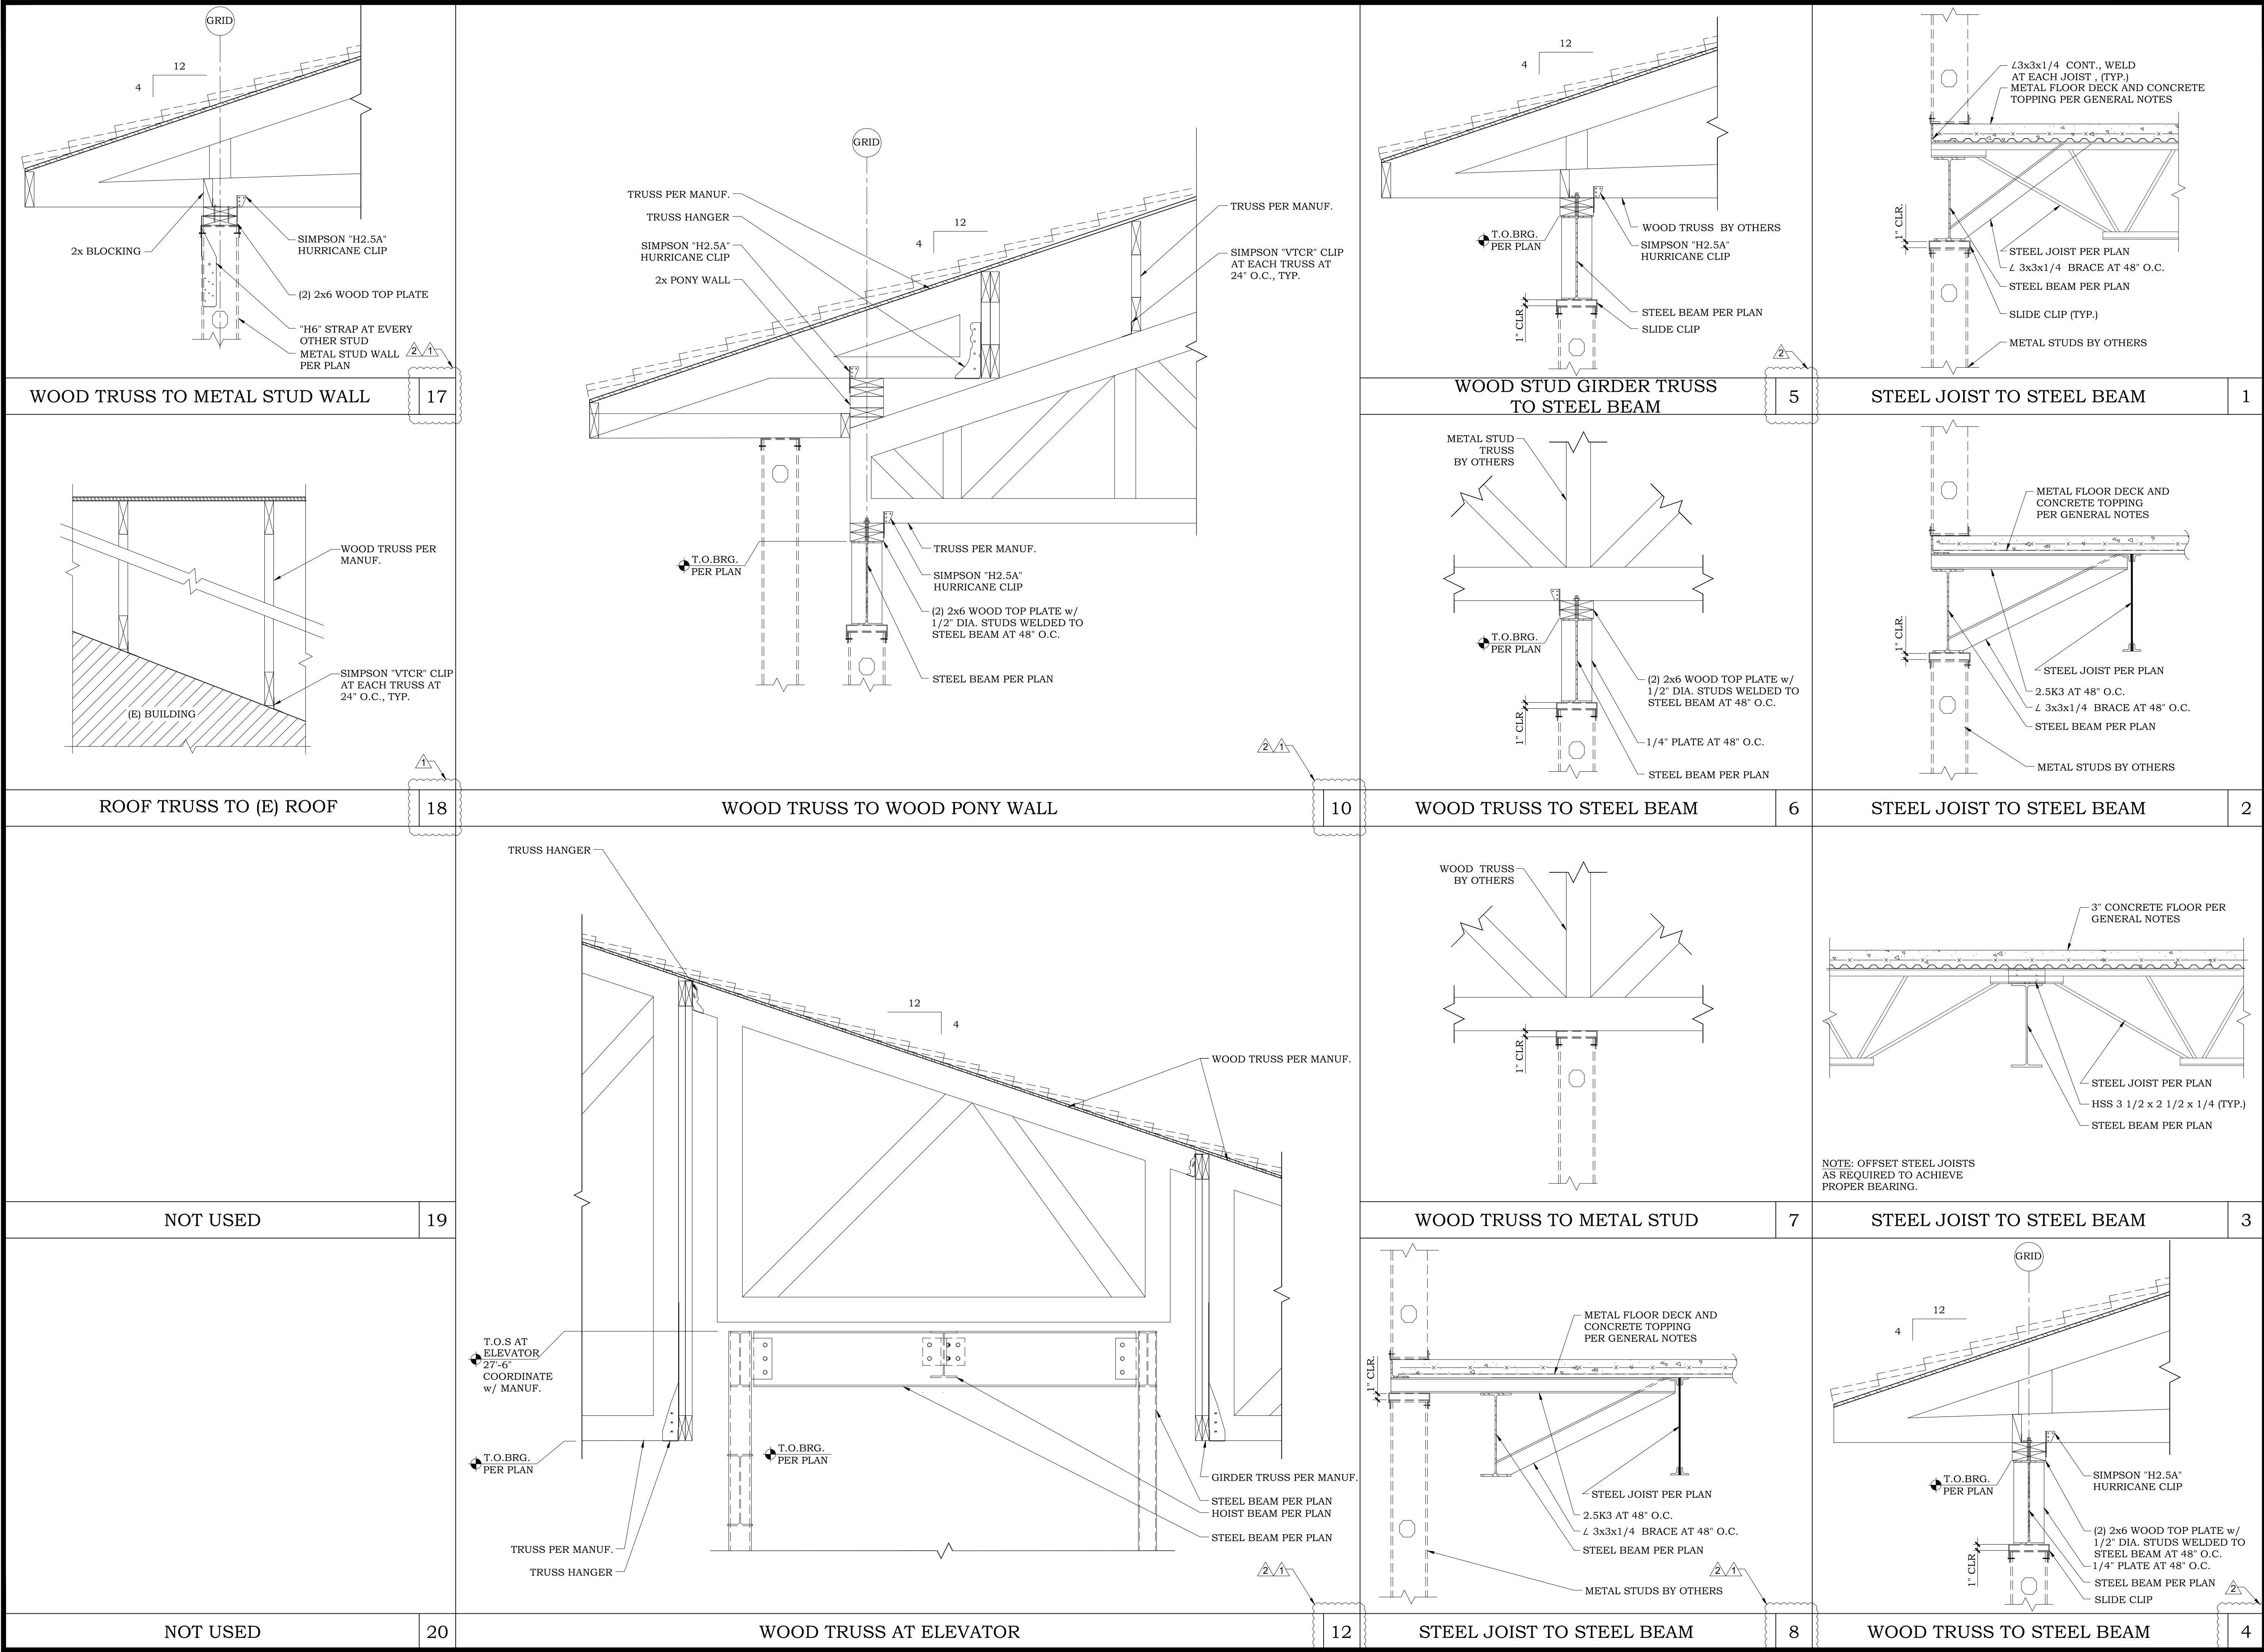 GRID
12
4
2x BLOCKING
SIMPSON "H2.5A"
HURRICANE CLIP
(2) 2x6 WOOD TOP PLATE
"H6" STRAP AT EVERY
OTHER STUD
METAL STUD WALL
PER PLAN
2 1
WOOD TRUSS TO METAL STUD WALL
17
WOOD TRUSS PER
MANUF.
SIMPSON "VTCR" CLIP
AT EACH TRUSS AT
24" O.C., TYP.
(E) BUILDING
1
ROOF TRUSS TO (E) ROOF
18
NOT USED
19
NOT USED
20
GRID
TRUSS PER MANUF.
TRUSS HANGER
SIMPSON "H2.5A"
HURRICANE CLIP
2x PONY WALL
12
4
TRUSS PER MANUF.
SIMPSON "VTCR" CLIP
AT EACH TRUSS AT
24" O.C., TYP.
T.O.BRG.
PER PLAN
TRUSS PER MANUF.
SIMPSON "H2.5A"
HURRICANE CLIP
(2) 2x6 WOOD TOP PLATE w/
1/2" DIA. STUDS WELDED TO
STEEL BEAM AT 48" O.C.
STEEL BEAM PER PLAN
2 1
WOOD TRUSS TO WOOD PONY WALL
10
TRUSS HANGER
12
4
WOOD TRUSS PER MANUF.
T.O.S AT
ELEVATOR
27'-6"
COORDINATE
w/ MANUF.
T.O.BRG.
PER PLAN
T.O.BRG.
PER PLAN
GIRDER TRUSS PER MANUF.
STEEL BEAM PER PLAN
HOIST BEAM PER PLAN
STEEL BEAM PER PLAN
TRUSS PER MANUF.
TRUSS HANGER
2 1
WOOD TRUSS AT ELEVATOR
12
12
4
T.O.BRG.
PER PLAN
WOOD TRUSS BY OTHERS
SIMPSON "H2.5A"
HURRICANE CLIP
STEEL BEAM PER PLAN
SLIDE CLIP
1" CLR.
2
WOOD STUD GIRDER TRUSS
TO STEEL BEAM
5
METAL STUD
TRUSS
BY OTHERS
T.O.BRG.
PER PLAN
(2) 2x6 WOOD TOP PLATE w/
1/2" DIA. STUDS WELDED TO
STEEL BEAM AT 48" O.C.
1/4" PLATE AT 48" O.C.
STEEL BEAM PER PLAN
1" CLR.
WOOD TRUSS TO STEEL BEAM
6
WOOD TRUSS
BY OTHERS
1" CLR.
WOOD TRUSS TO METAL STUD
7
METAL FLOOR DECK AND
CONCRETE TOPPING
PER GENERAL NOTES
1" CLR.
STEEL JOIST PER PLAN
2.5K3 AT 48" O.C.
∠ 3x3x1/4 BRACE AT 48" O.C.
STEEL BEAM PER PLAN
METAL STUDS BY OTHERS
2 1
STEEL JOIST TO STEEL BEAM
8
∠3x3x1/4 CONT., WELD
AT EACH JOIST , (TYP.)
METAL FLOOR DECK AND CONCRETE
TOPPING PER GENERAL NOTES
1" CLR.
STEEL JOIST PER PLAN
∠ 3x3x1/4 BRACE AT 48" O.C.
STEEL BEAM PER PLAN
SLIDE CLIP (TYP.)
METAL STUDS BY OTHERS
STEEL JOIST TO STEEL BEAM
1
METAL FLOOR DECK AND
CONCRETE TOPPING
PER GENERAL NOTES
1" CLR.
STEEL JOIST PER PLAN
2.5K3 AT 48" O.C.
∠ 3x3x1/4 BRACE AT 48" O.C.
STEEL BEAM PER PLAN
METAL STUDS BY OTHERS
STEEL JOIST TO STEEL BEAM
2
3" CONCRETE FLOOR PER
GENERAL NOTES
STEEL JOIST PER PLAN
HSS 3 1/2 x 2 1/2 x 1/4 (TYP.)
STEEL BEAM PER PLAN
NOTE: OFFSET STEEL JOISTS
AS REQUIRED TO ACHIEVE
PROPER BEARING.
STEEL JOIST TO STEEL BEAM
3
GRID
12
4
T.O.BRG.
PER PLAN
SIMPSON "H2.5A"
HURRICANE CLIP
(2) 2x6 WOOD TOP PLATE w/
1/2" DIA. STUDS WELDED TO
STEEL BEAM AT 48" O.C.
1/4" PLATE AT 48" O.C.
STEEL BEAM PER PLAN
SLIDE CLIP
1" CLR.
2
WOOD TRUSS TO STEEL BEAM
4